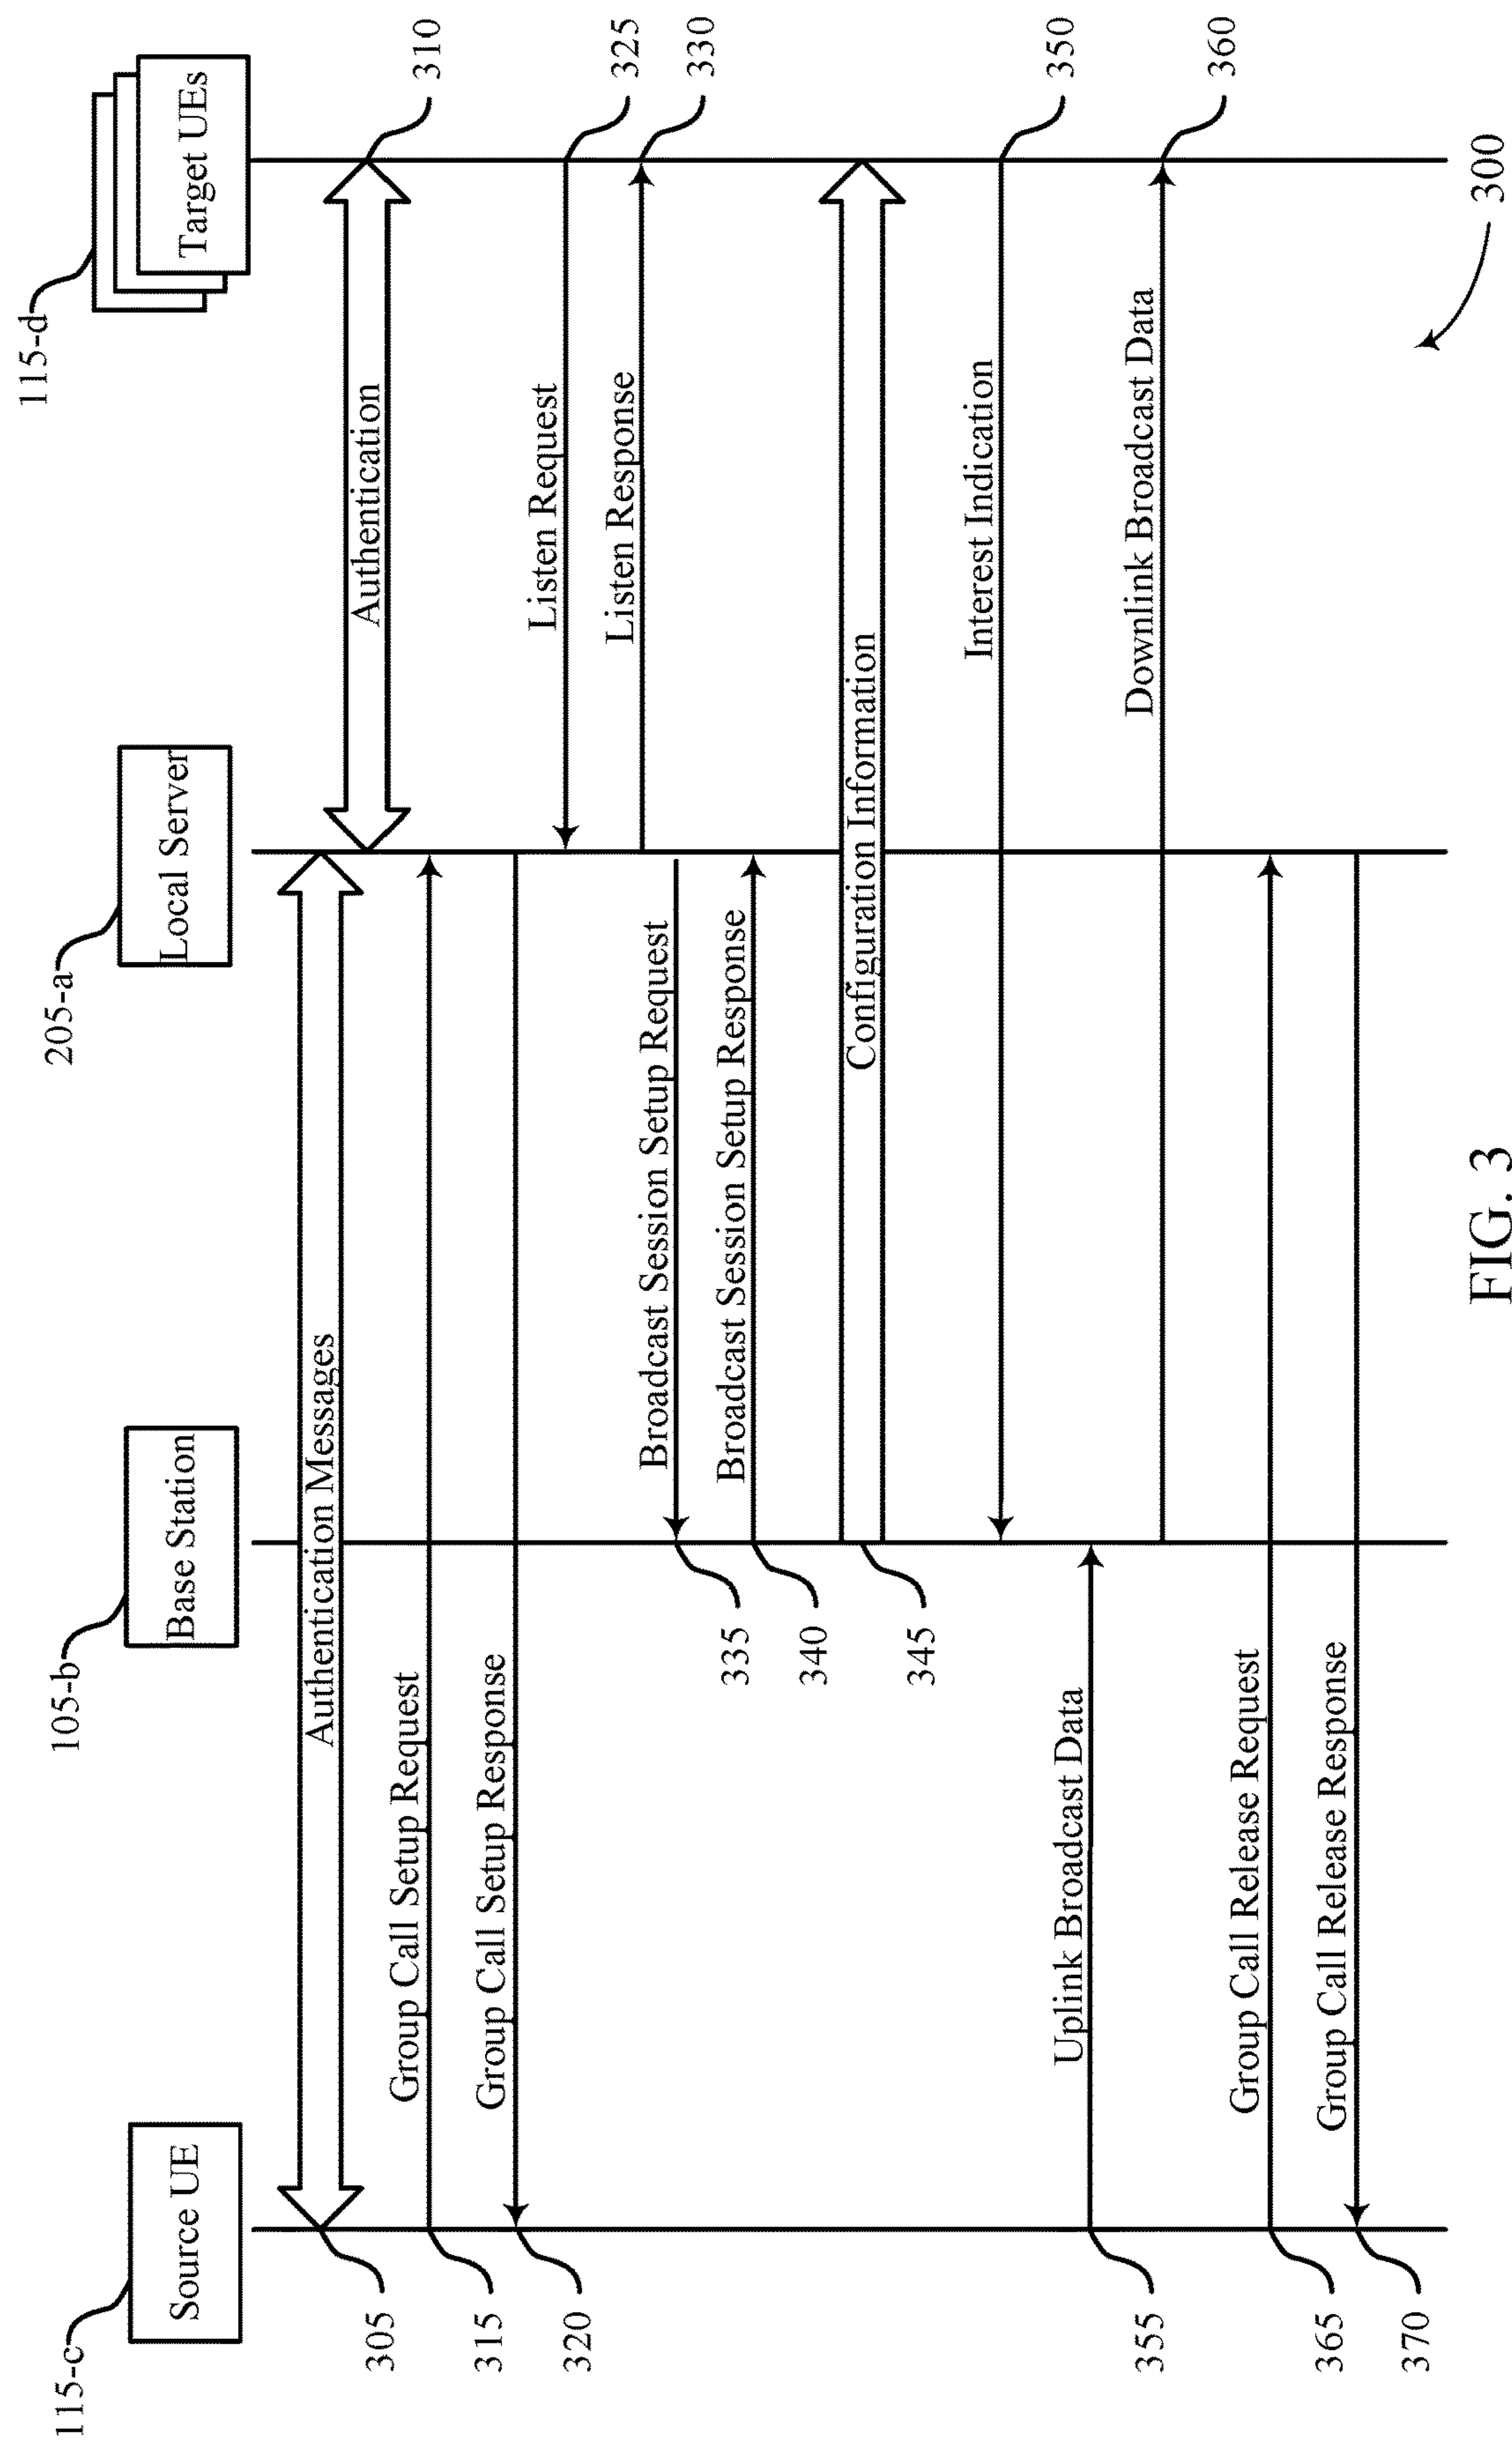 115-c
Source UE
105-b
Base Station
205-a
Local Server
115-d
Target UEs
Authentication Messages
305
Authentication
310
Group Call Setup Request
315
Group Call Setup Response
320
Listen Request
325
Listen Response
330
Broadcast Session Setup Request
335
Broadcast Session Setup Response
340
Configuration Information
345
Interest Indication
350
Uplink Broadcast Data
355
Downlink Broadcast Data
360
Group Call Release Request
365
Group Call Release Response
370
300
FIG. 3